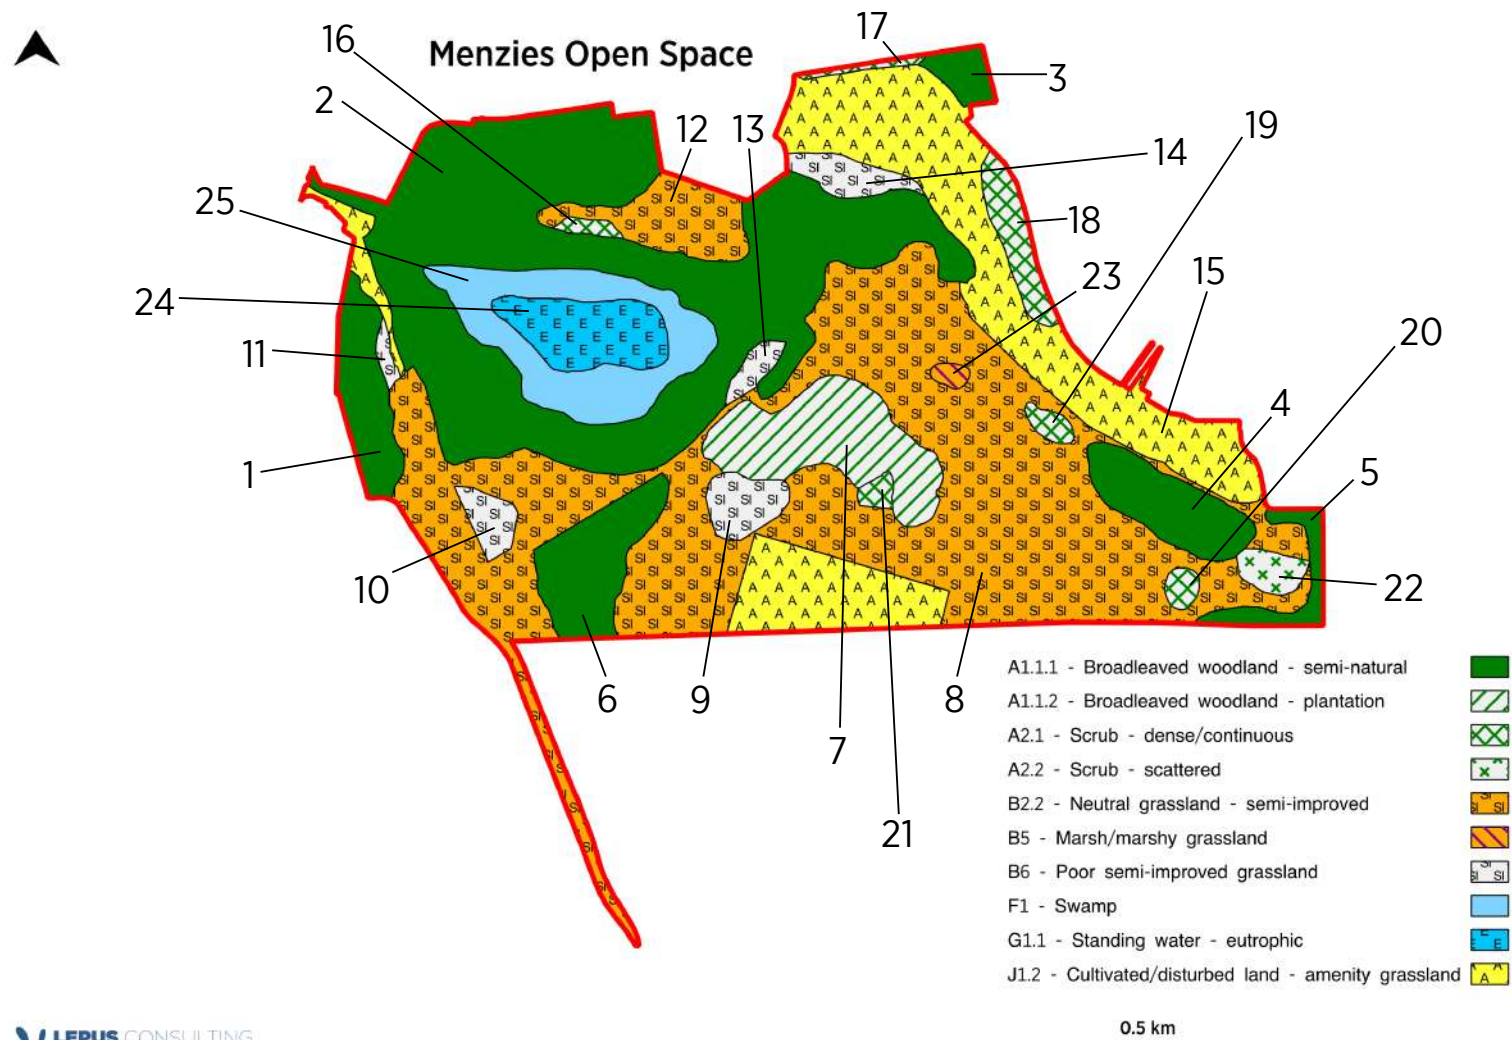 Menzies Open Space
17
16
3
2
12
13
19
14
25
18
23
15
24
20
11
4
5
1
10
22
6
9
8
7
21
A1.1.1 - Broadleaved woodland - semi-natural
A1.1.2 - Broadleaved woodland - plantation
A2.1 - Scrub - dense/continuous
A2.2 - Scrub - scattered
B2.2 - Neutral grassland - semi-improved
B5 - Marsh/marshy grassland
B6 - Poor semi-improved grassland
F1 - Swamp
G1.1 - Standing water - eutrophic
J1.2 - Cultivated/disturbed land - amenity grassland
0.5 km
LEPUS CONSULTING